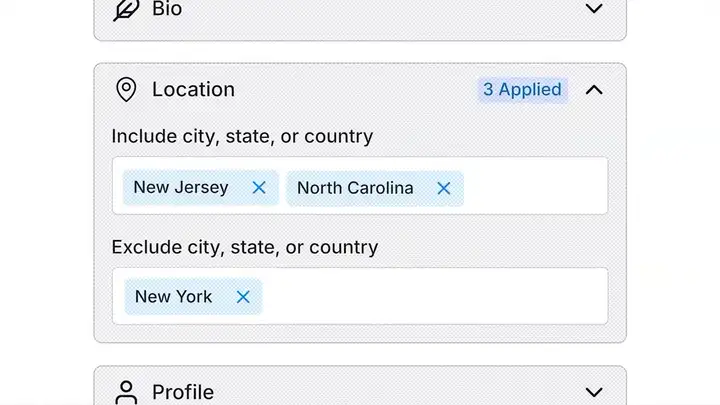 Bio
Location
3 Applied
Include city, state, or country
New Jersey
North Carolina
Exclude city, state, or country
New York
Profile